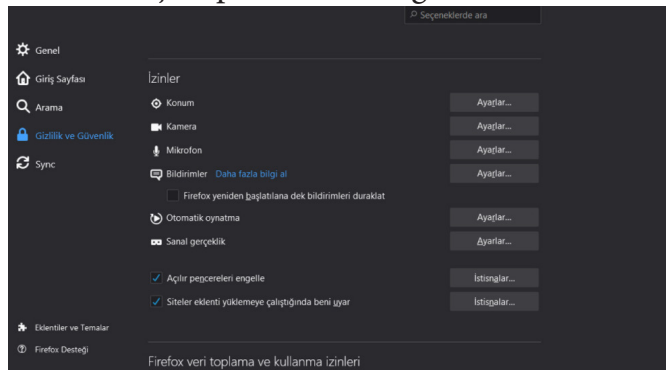 Seçeneklerde ara
Genel
Giriş Sayfası
Arama
Gizlilik ve Güvenlik
Sync
Eklentiler ve Temalar
Firefox Desteği
İzinler
Konum Ayarlar...
Kamera Ayarlar...
Mikrofon Ayarlar...
Bildirimler Daha fazla bilgi al Ayarlar...
Firefox yeniden başlatılana dek bildirimleri duraklat
Otomatik oynatma Ayarlar...
Sanal gerçeklik Ayarlar...
Açılır pencereleri engelle İstisnalar...
Siteler eklenti yüklemeye çalıştığında beni uyar İstisnalar...
Firefox veri toplama ve kullanma izinleri